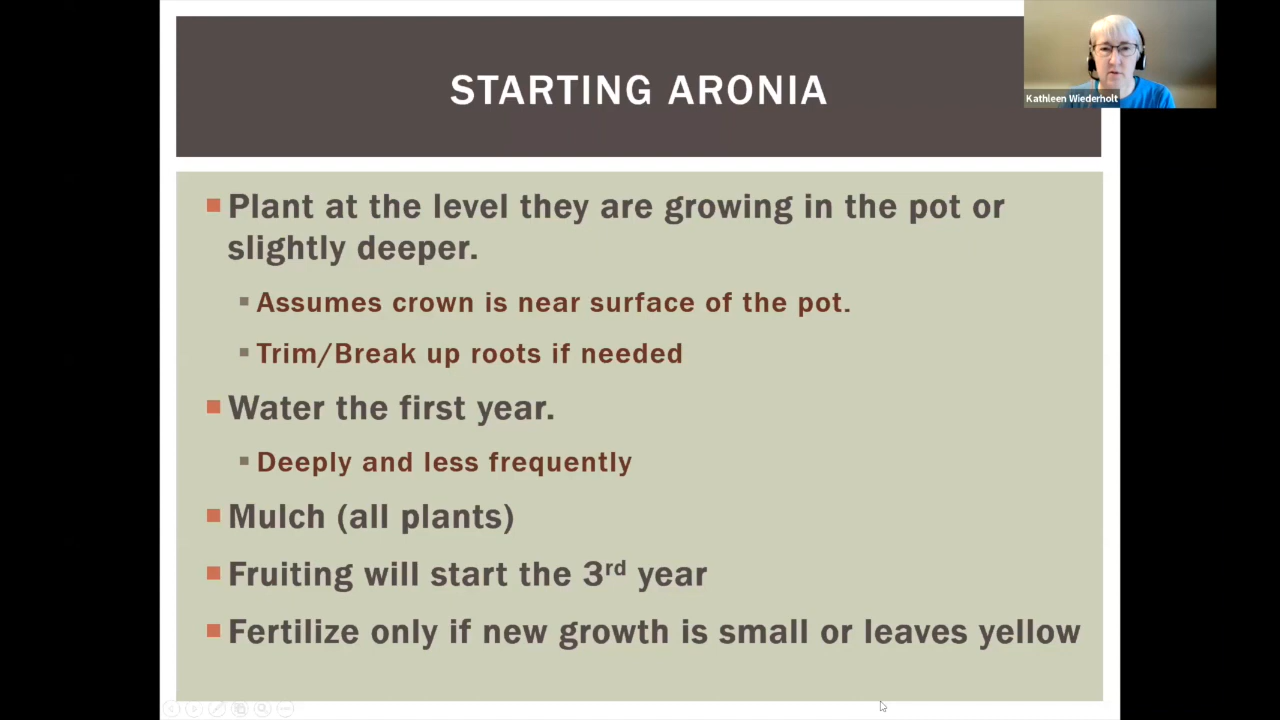 STARTING ARONIA
Kathleen Wiederholt
Plant at the level they are growing in the pot or
slightly deeper.
Assumes crown is near surface of the pot.
Trim/Break up roots if needed
Water the first year.
Deeply and less frequently
Mulch (all plants)
Fruiting will start the 3rd year
Fertilize only if new growth is small or leaves yellow